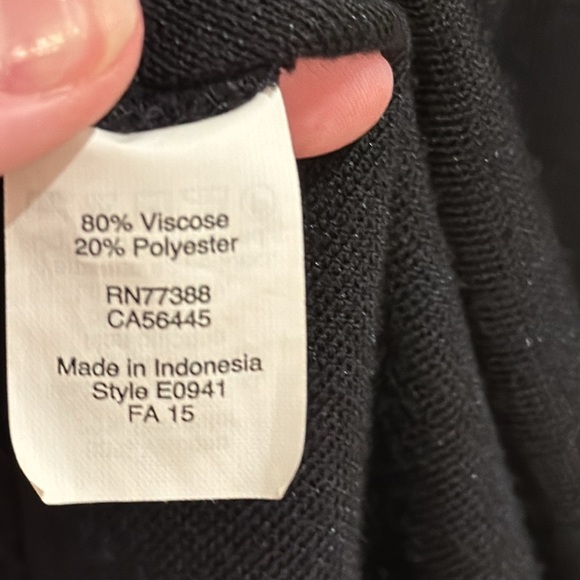 80% Viscose
20% Polyester
RN77388
CA56445
Made in Indonesia
Style E0941
FA 15